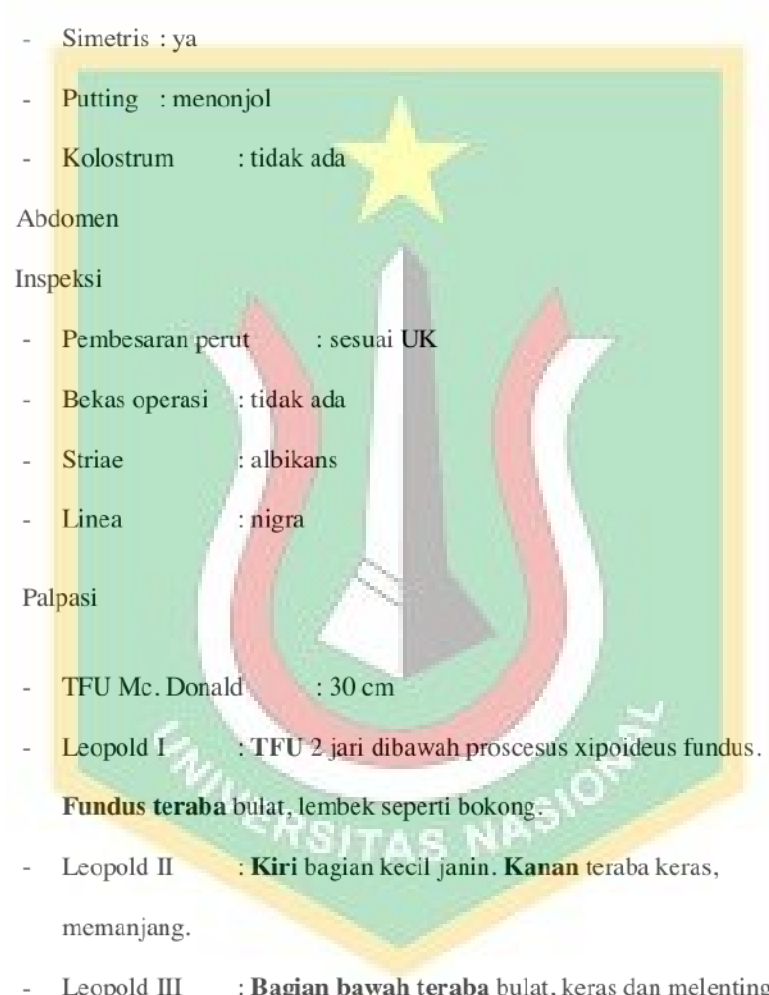 - Simetris : ya
- Putting : menonjol
- Kolostrum : tidak ada
Abdomen
Inspeksi
- Pembesaran perut : sesuai UK
- Bekas operasi : tidak ada
- Striae : albikans
- Linea : nigra
Palpasi
- TFU Mc. Donald : 30 cm
- Leopold I : TFU 2 jari dibawah proscesus xipoideus fundus.
Fundus teraba bulat, lembek seperti bokong.
- Leopold II : Kiri bagian kecil janin. Kanan teraba keras,
memanjang.
- Leopold III : Bagian bawah teraba bulat, keras dan melenting
UNIVERSITAS NASIONAL